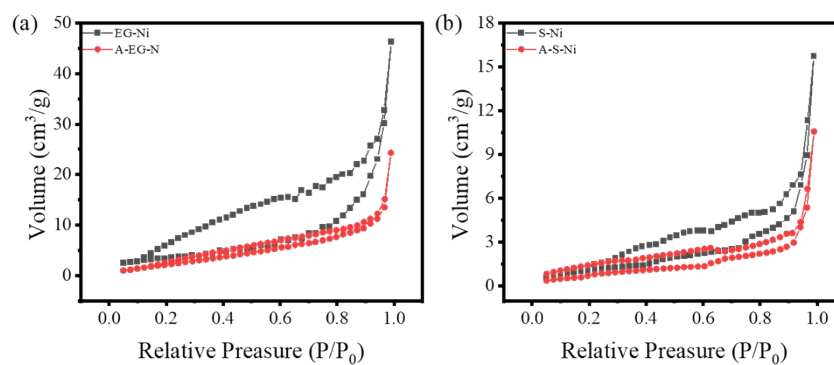 (a)
EG-Ni
A-EG-N
50
40
30
20
10
0
Volume (cm³/g)
0.0 0.2 0.4 0.6 0.8 1.0
Relative Preasure (P/P₀)
(b)
S-Ni
A-S-Ni
18
15
12
9
6
3
0
Volume (cm³/g)
0.0 0.2 0.4 0.6 0.8 1.0
Relative Preasure (P/P₀)